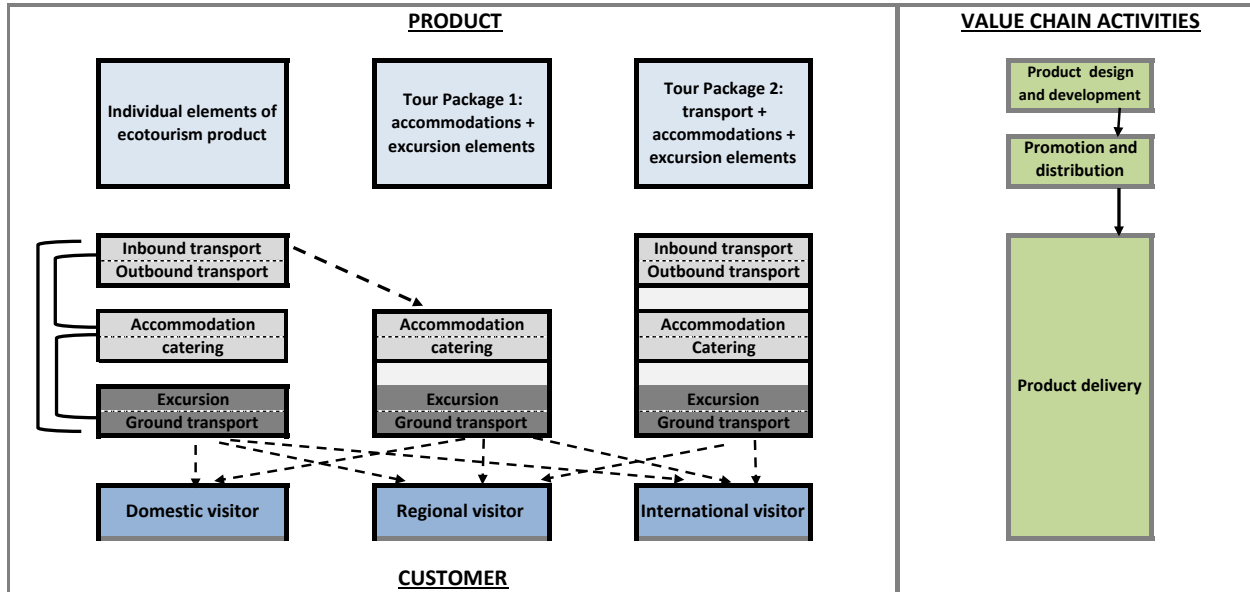 PRODUCT
Individual elements of
ecotourism product
Tour Package 1:
accommodations +
excursion elements
Tour Package 2:
transport +
accommodations +
excursion elements
Inbound transport
Outbound transport
Accommodation
catering
Excursion
Ground transport
Accommodation
catering
Excursion
Ground transport
Inbound transport
Outbound transport
Accommodation
Catering
Excursion
Ground transport
Domestic visitor
Regional visitor
International visitor
CUSTOMER
VALUE CHAIN ACTIVITIES
Product design
and development
Promotion and
distribution
Product delivery